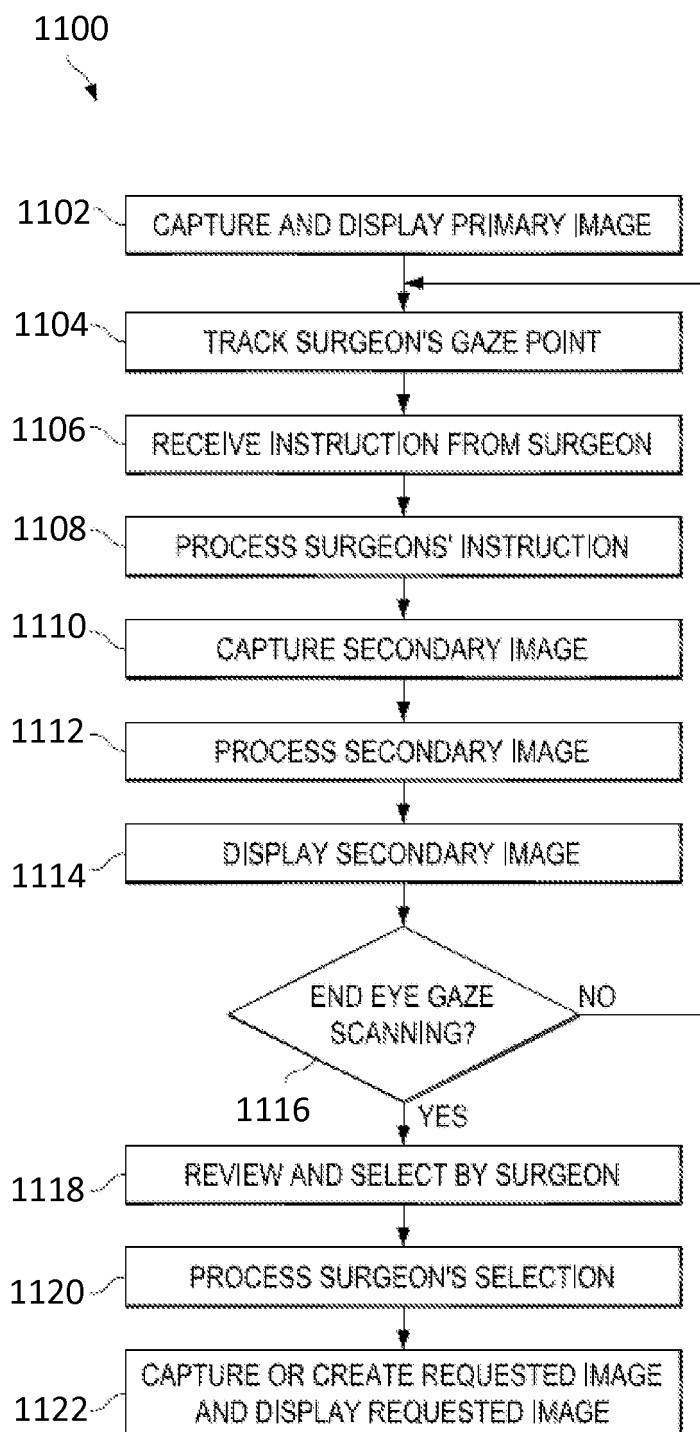 1100
1102
CAPTURE AND DISPLAY PRIMARY IMAGE
1104
TRACK SURGEON'S GAZE POINT
1106
RECEIVE INSTRUCTION FROM SURGEON
1108
PROCESS SURGEONS' INSTRUCTION
1110
CAPTURE SECONDARY IMAGE
1112
PROCESS SECONDARY IMAGE
1114
DISPLAY SECONDARY IMAGE
END EYE GAZE
SCANNING?
NO
1116
YES
1118
REVIEW AND SELECT BY SURGEON
1120
PROCESS SURGEON'S SELECTION
1122
CAPTURE OR CREATE REQUESTED IMAGE
AND DISPLAY REQUESTED IMAGE